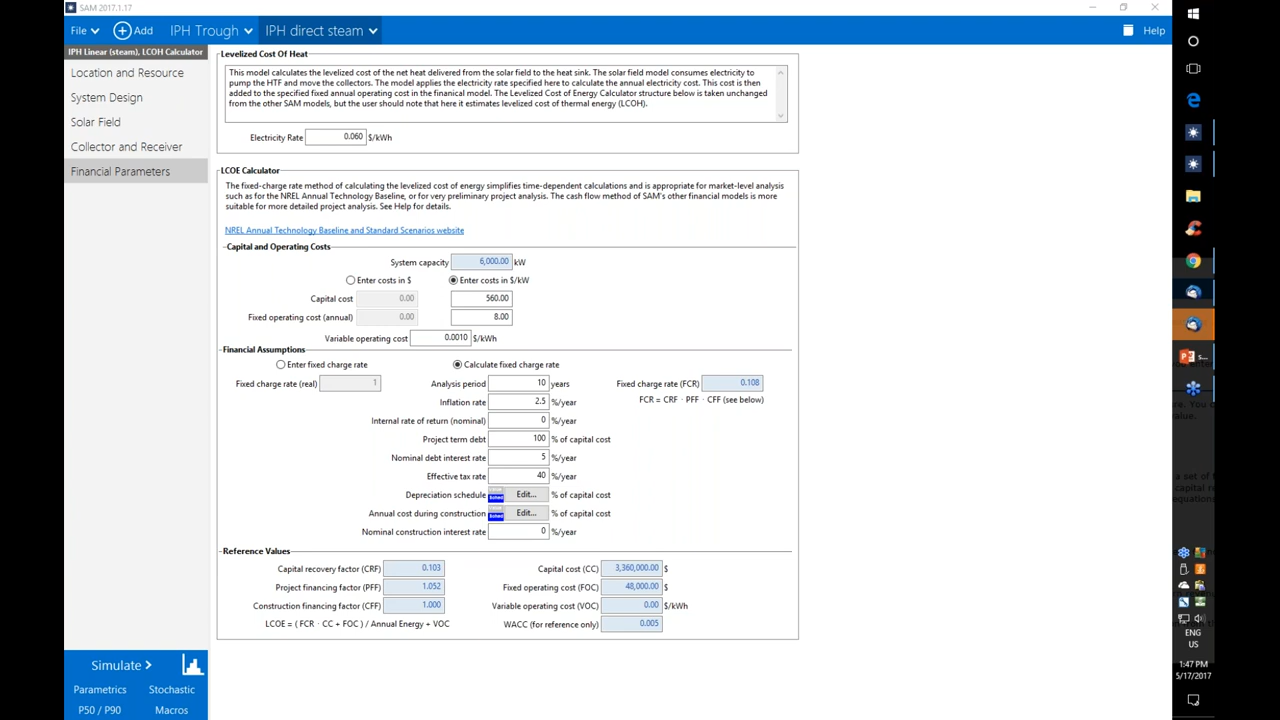 SAM 2017.1.17
File
Add
IPH Trough
IPH direct steam
Help
IPH Linear (steam), LCOH Calculator
Location and Resource
System Design
Solar Field
Collector and Receiver
Financial Parameters
Levelized Cost Of Heat
This model calculates the levelized cost of the net heat delivered from the solar field to the heat sink. The solar field model consumes electricity to
pump the HTF and move the collectors. The model applies the electricity rate specified here to calculate the annual electricity cost. This cost is then
added to the specified fixed annual operating cost in the finanical model. The Levelized Cost of Energy Calculator structure below is taken unchanged
from the other SAM models, but the user should note that here it estimates levelized cost of thermal energy (LCOH).
Electricity Rate 0.060 $/kWh
LCOE Calculator
The fixed-charge rate method of calculating the levelized cost of energy simplifies time-dependent calculations and is appropriate for market-level analysis
such as for the NREL Annual Technology Baseline, or for very preliminary project analysis. The cash flow method of SAM's other financial models is more
suitable for more detailed project analysis. See Help for details.
NREL Annual Technology Baseline and Standard Scenarios website
Capital and Operating Costs
System capacity 6,000.00 kW
Enter costs in $ Enter costs in $/kW
Capital cost 0.00 560.00
Fixed operating cost (annual) 0.00 8.00
Variable operating cost 0.0010 $/kWh
Financial Assumptions
Enter fixed charge rate Calculate fixed charge rate
Fixed charge rate (real) 1 Analysis period 10 years Fixed charge rate (FCR) 0.108
Inflation rate 2.5 %/year FCR = CRF · PFF · CFF (see below)
Internal rate of return (nominal) 0 %/year
Project term debt 100 % of capital cost
Nominal debt interest rate 5 %/year
Effective tax rate 40 %/year
Depreciation schedule Edit... % of capital cost
Annual cost during construction Edit... % of capital cost
Nominal construction interest rate 0 %/year
Reference Values
Capital recovery factor (CRF) 0.103 Capital cost (CC) 3,360,000.00 $
Project financing factor (PFF) 1.052 Fixed operating cost (FOC) 48,000.00 $
Construction financing factor (CFF) 1.000 Variable operating cost (VOC) 0.00 $/kWh
LCOE = ( FCR · CC + FOC ) / Annual Energy + VOC WACC (for reference only) 0.005
Simulate >
Parametrics Stochastic
P50 / P90 Macros
ENG
US
1:47 PM
5/17/2017